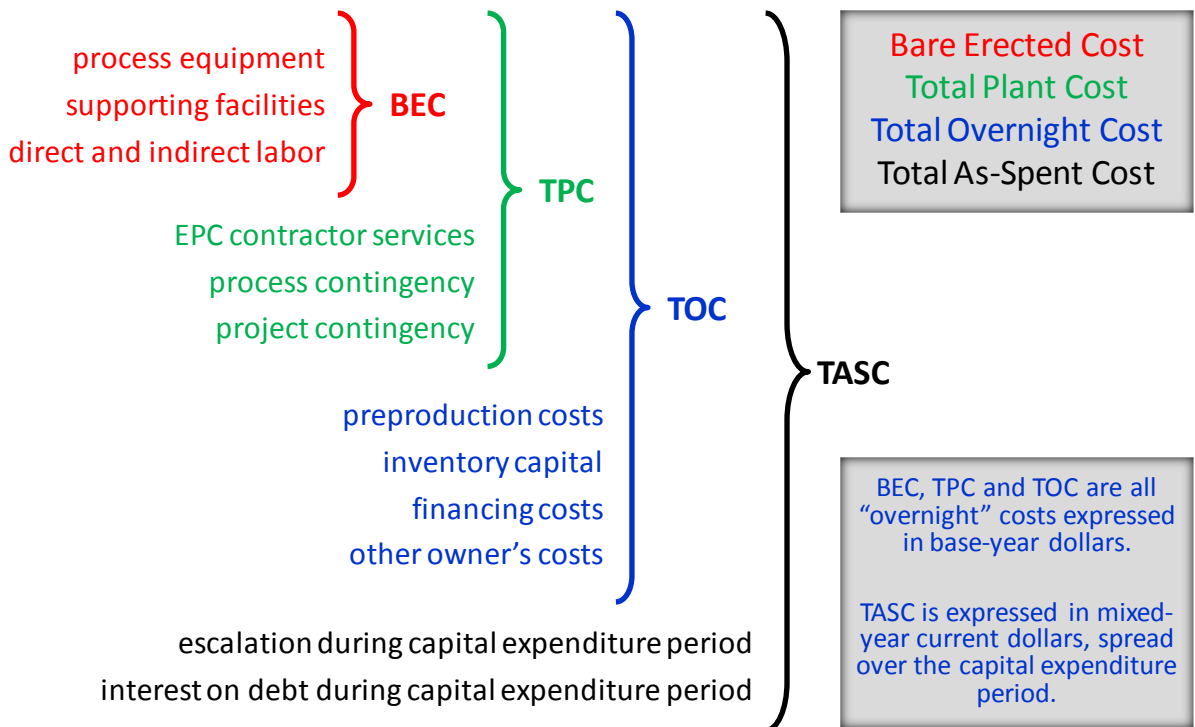 process equipment
supporting facilities
direct and indirect labor
BEC
EPC contractor services
process contingency
project contingency
TPC
preproduction costs
inventory capital
financing costs
other owner’s costs
TOC
escalation during capital expenditure period
interest on debt during capital expenditure period
TASC
Bare Erected Cost
Total Plant Cost
Total Overnight Cost
Total As-Spent Cost
BEC, TPC and TOC are all
“overnight” costs expressed
in base-year dollars.
TASC is expressed in mixed-
year current dollars, spread
over the capital expenditure
period.